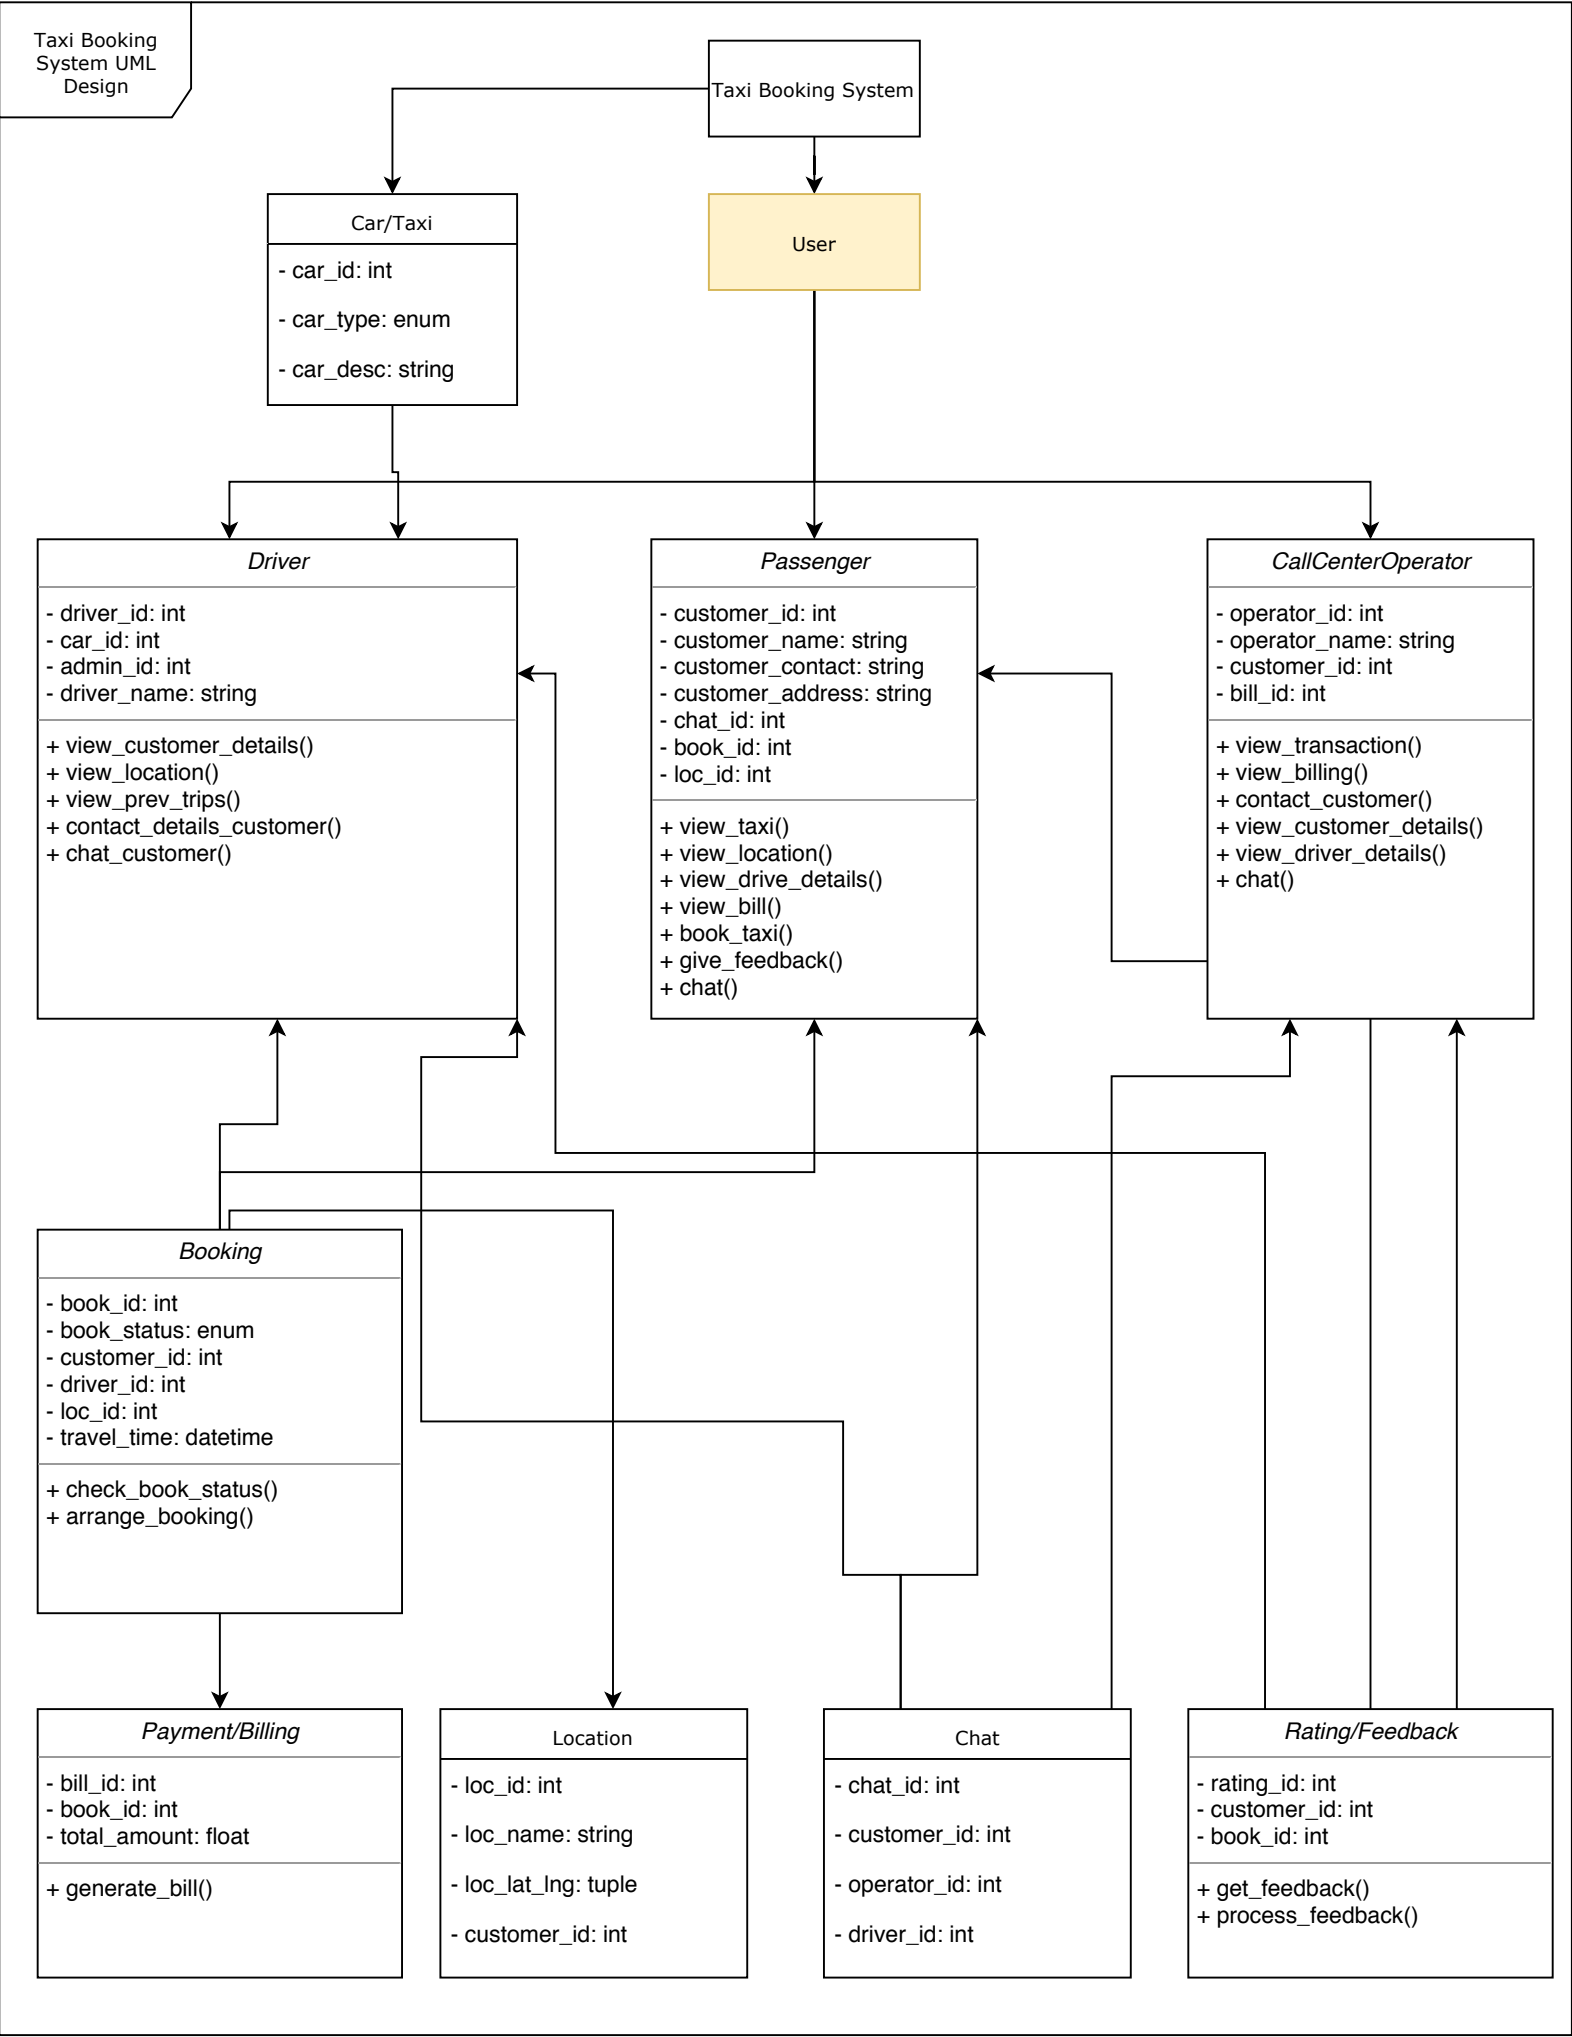 Taxi Booking
System UML
Design
Taxi Booking System
Car/Taxi
- car_id: int
- car_type: enum
- car_desc: string
User
Driver
- driver_id: int
- car_id: int
- admin_id: int
- driver_name: string
+ view_customer_details()
+ view_location()
+ view_prev_trips()
+ contact_details_customer()
+ chat_customer()
Passenger
- customer_id: int
- customer_name: string
- customer_contact: string
- customer_address: string
- chat_id: int
- book_id: int
- loc_id: int
+ view_taxi()
+ view_location()
+ view_drive_details()
+ view_bill()
+ book_taxi()
+ give_feedback()
+ chat()
CallCenterOperator
- operator_id: int
- operator_name: string
- customer_id: int
- bill_id: int
+ view_transaction()
+ view_billing()
+ contact_customer()
+ view_customer_details()
+ view_driver_details()
+ chat()
Booking
- book_id: int
- book_status: enum
- customer_id: int
- driver_id: int
- loc_id: int
- travel_time: datetime
+ check_book_status()
+ arrange_booking()
Payment/Billing
- bill_id: int
- book_id: int
- total_amount: float
+ generate_bill()
Location
- loc_id: int
- loc_name: string
- loc_lat_lng: tuple
- customer_id: int
Chat
- chat_id: int
- customer_id: int
- operator_id: int
- driver_id: int
Rating/Feedback
- rating_id: int
- customer_id: int
- book_id: int
+ get_feedback()
+ process_feedback()